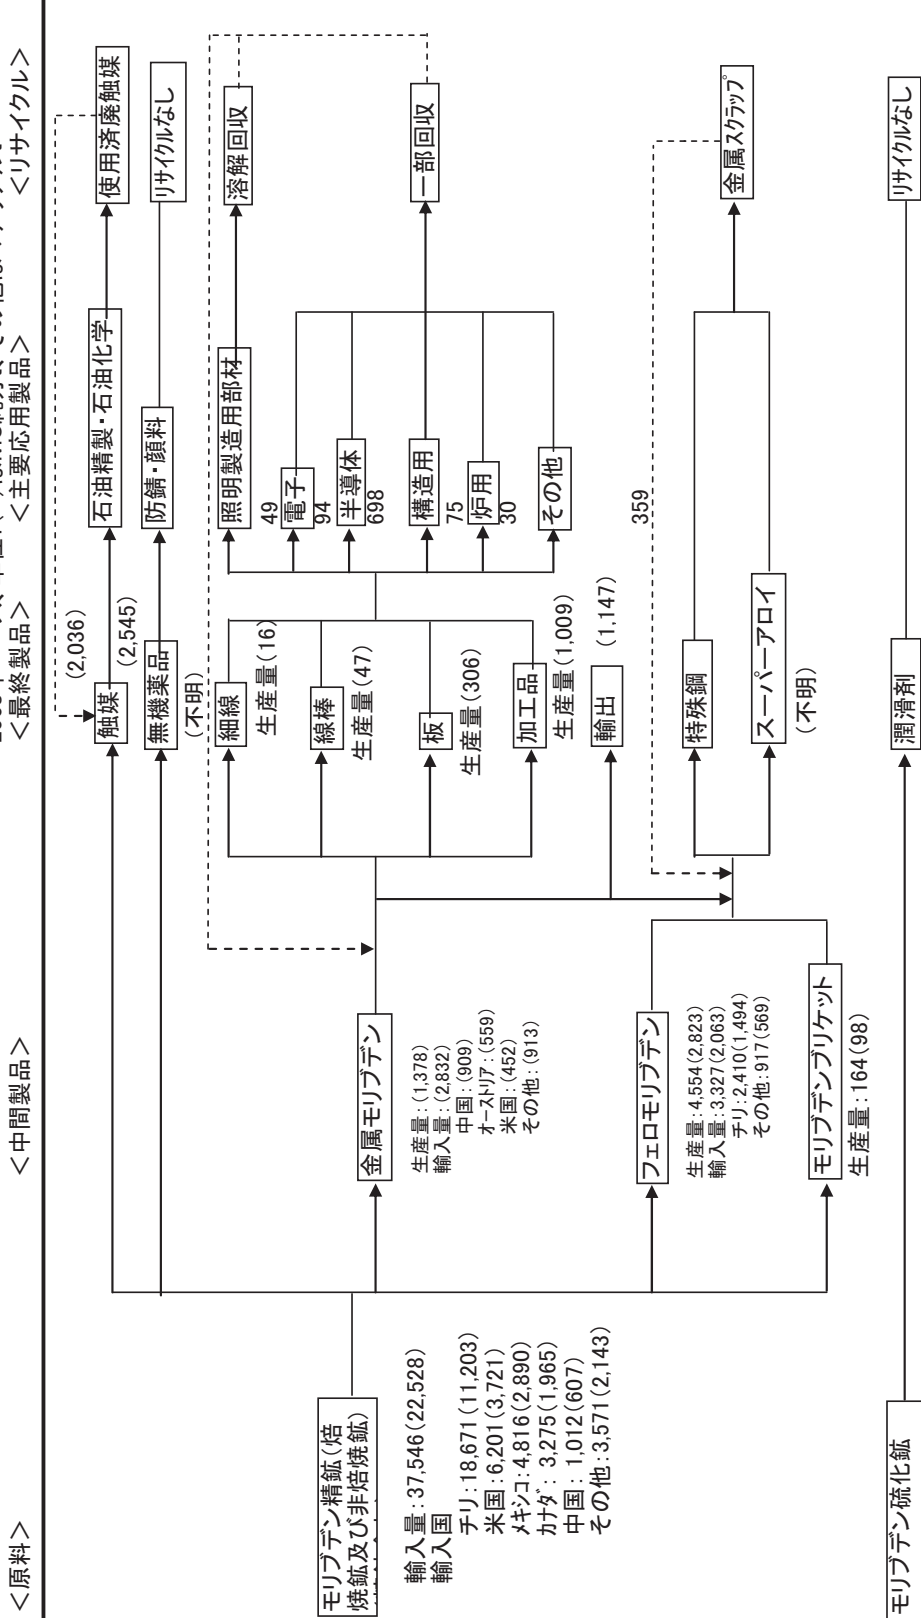 ＜原料＞
＜中間製品＞
＜最終製品＞
＜主要応用製品＞
＜リサイクル＞
モリブデン精鉱(焙
焼鉱及び非焙焼鉱)
輸入量：37,546(22,528)
輸入国
チリ：18,671(11,203)
米国：6,201(3,721)
メキシコ：4,816(2,890)
カナダ：3,275(1,965)
中国：1,012(607)
その他：3,571(2,143)
モリブデン硫化鉱
金属モリブデン
生産量：(1,378)
輸入量：(2,832)
中国：(909)
オーストリア：(559)
米国：(452)
その他：(913)
フェロモリブデン
生産量：4,554(2,823)
輸入量：3,327(2,063)
チリ：2,410(1,494)
その他：917(569)
モリブデンブリケット
生産量：164(98)
(2,036)
触媒
(2,545)
無機薬品
(不明)
細線
生産量(16)
線棒
生産量(47)
板
生産量(306)
加工品
生産量(1,009)
輸出
(1,147)
特殊鋼
スーパーアロイ
(不明)
潤滑剤
石油精製・石油化学
防錆・顔料
照明製造用部材
49
電子
94
半導体
698
構造用
75
炉用
30
その他
359
使用済廃触媒
リサイクルなし
溶解回収
一部回収
金属スクラップ
リサイクルなし